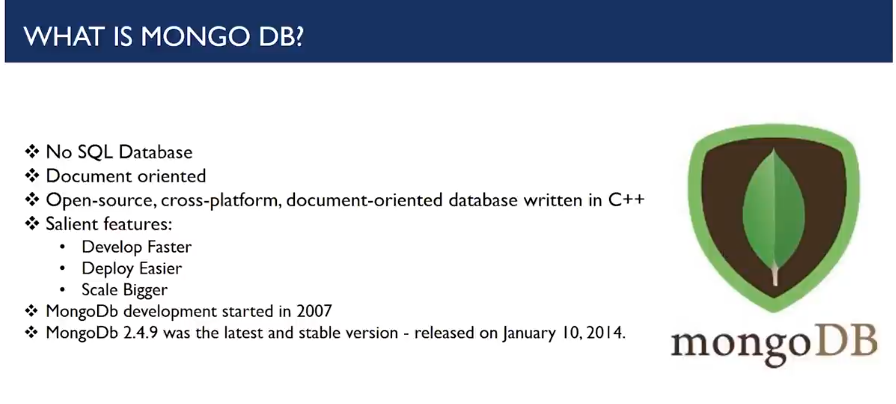 WHAT IS MONGO DB?
❖ No SQL Database
❖ Document oriented
❖ Open-source, cross-platform, document-oriented database written in C++
❖ Salient features:
• Develop Faster
• Deploy Easier
• Scale Bigger
❖ MongoDb development started in 2007
❖ MongoDb 2.4.9 was the latest and stable version - released on January 10, 2014.
mongoDB